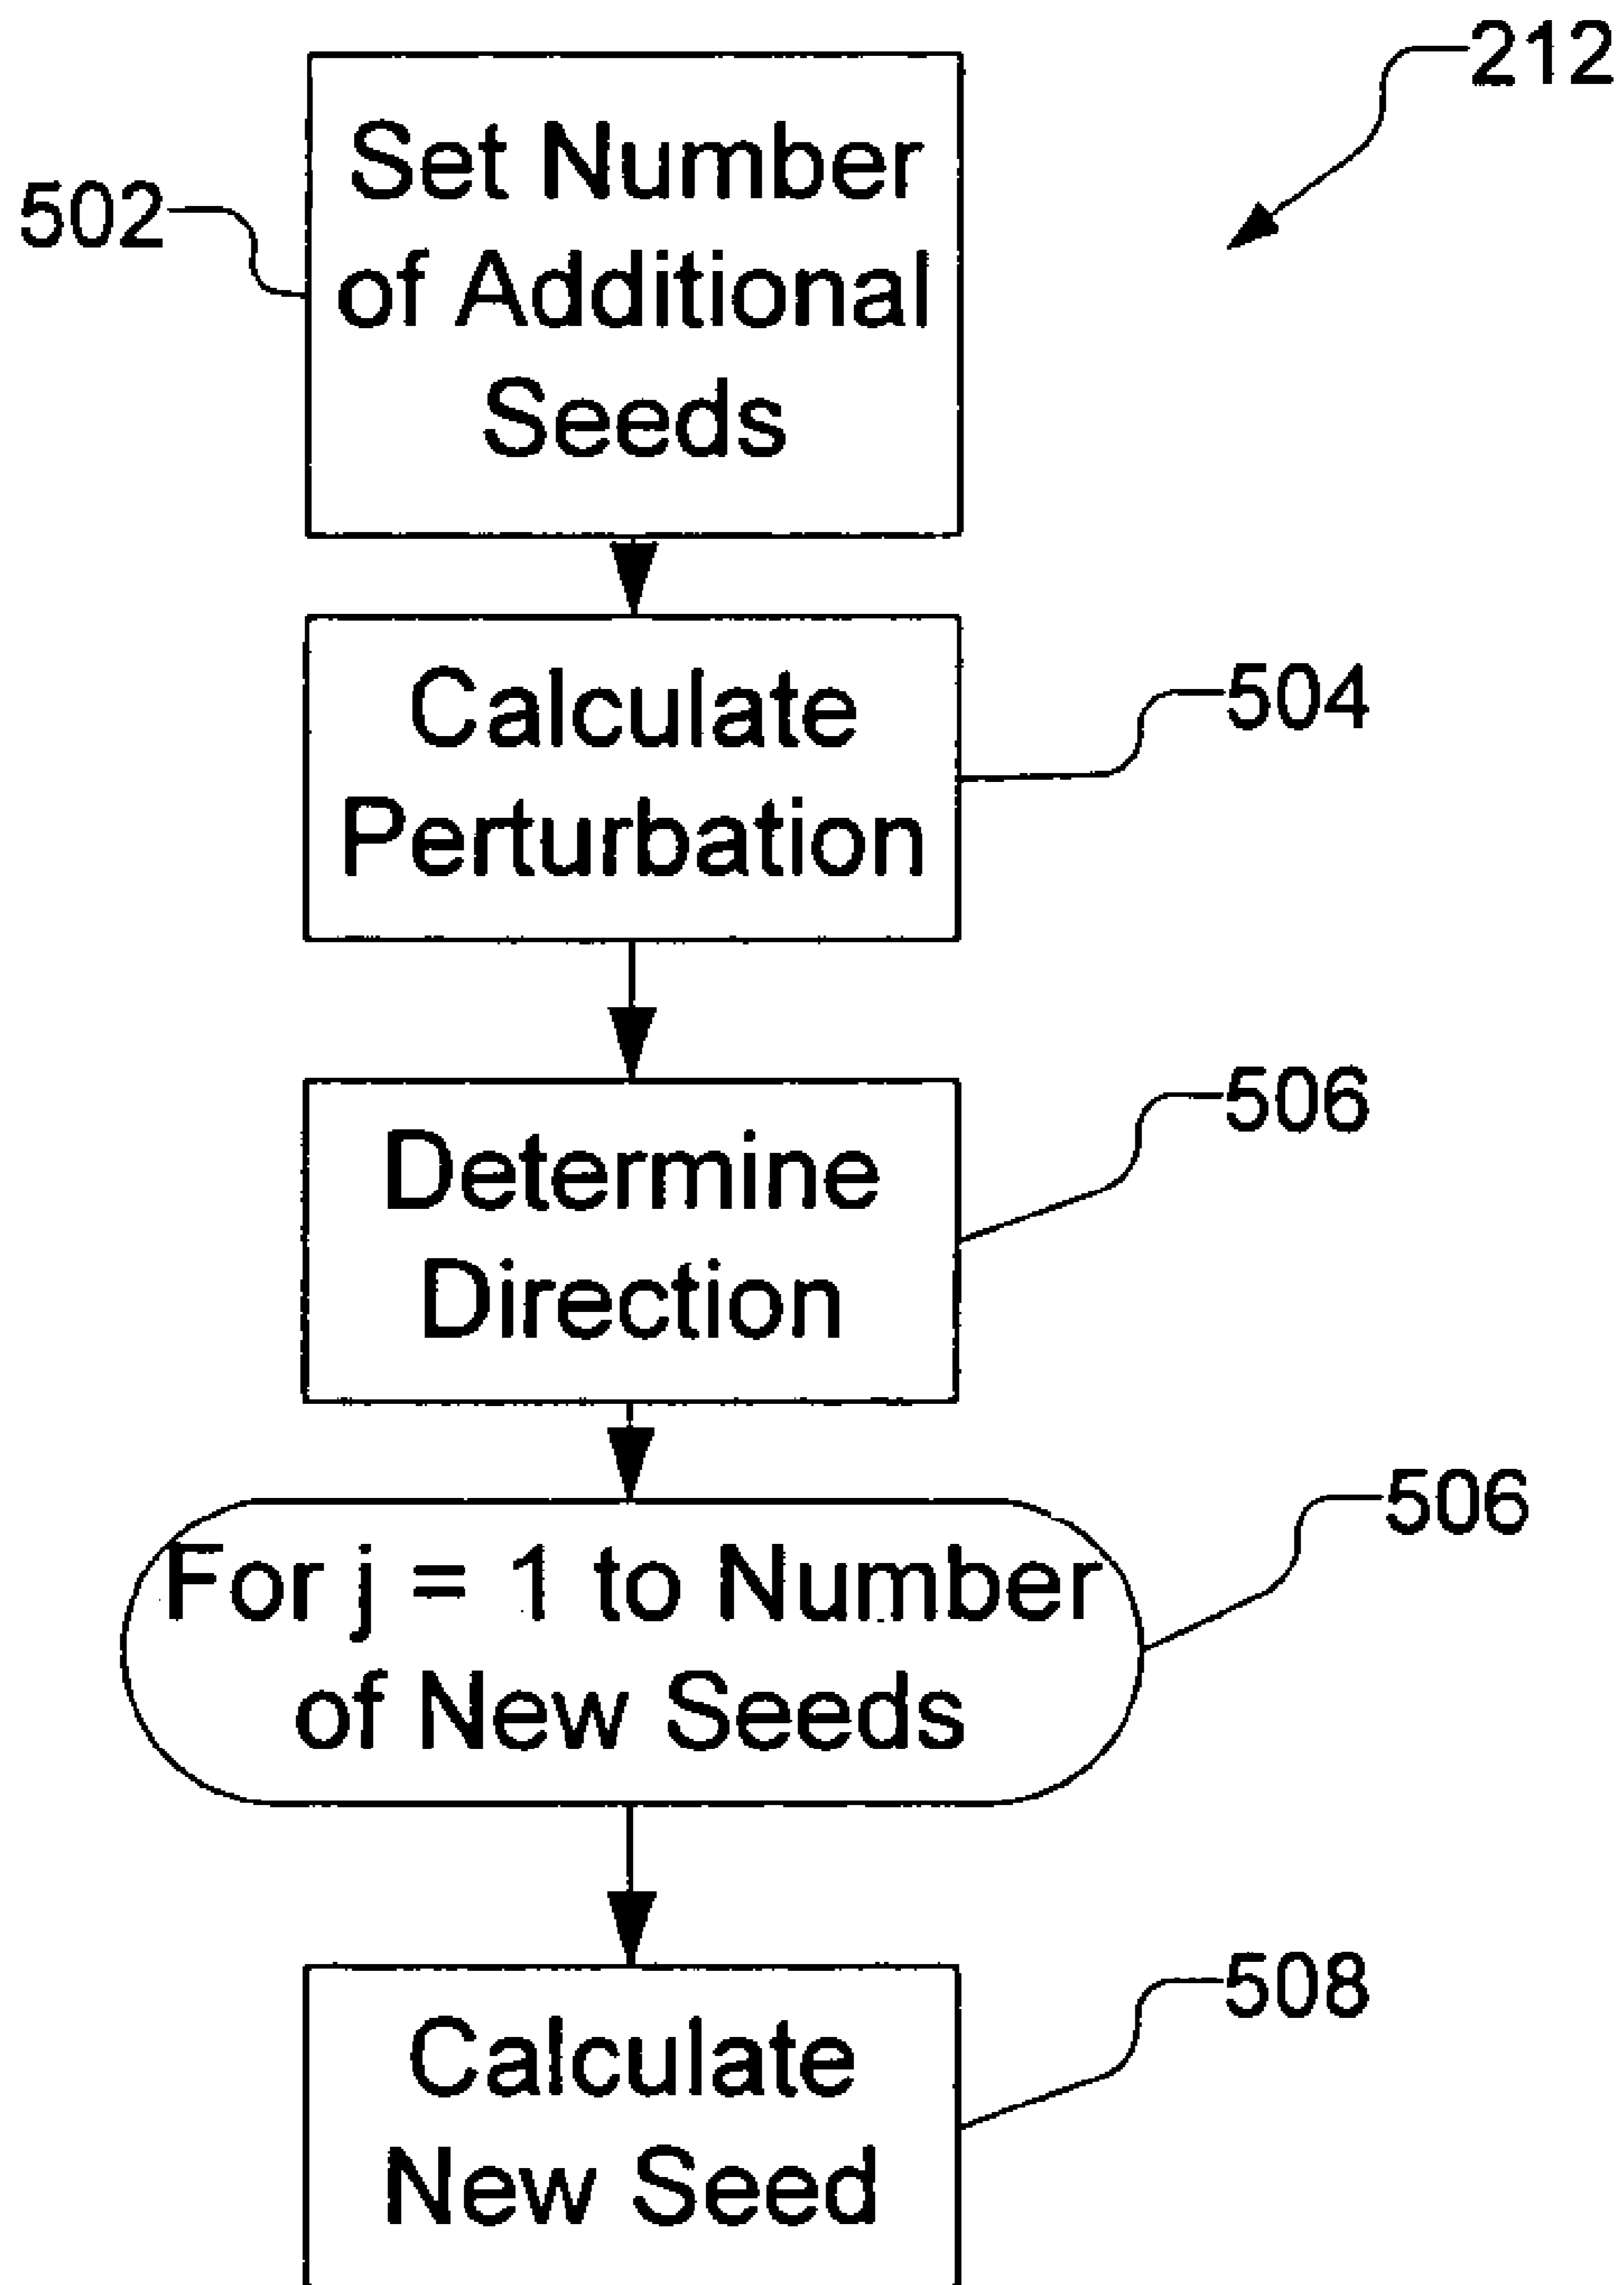 212
502
Set Number
of Additional
Seeds
Calculate
Perturbation
504
Determine
Direction
506
For j = 1 to Number
of New Seeds
506
Calculate
New Seed
508